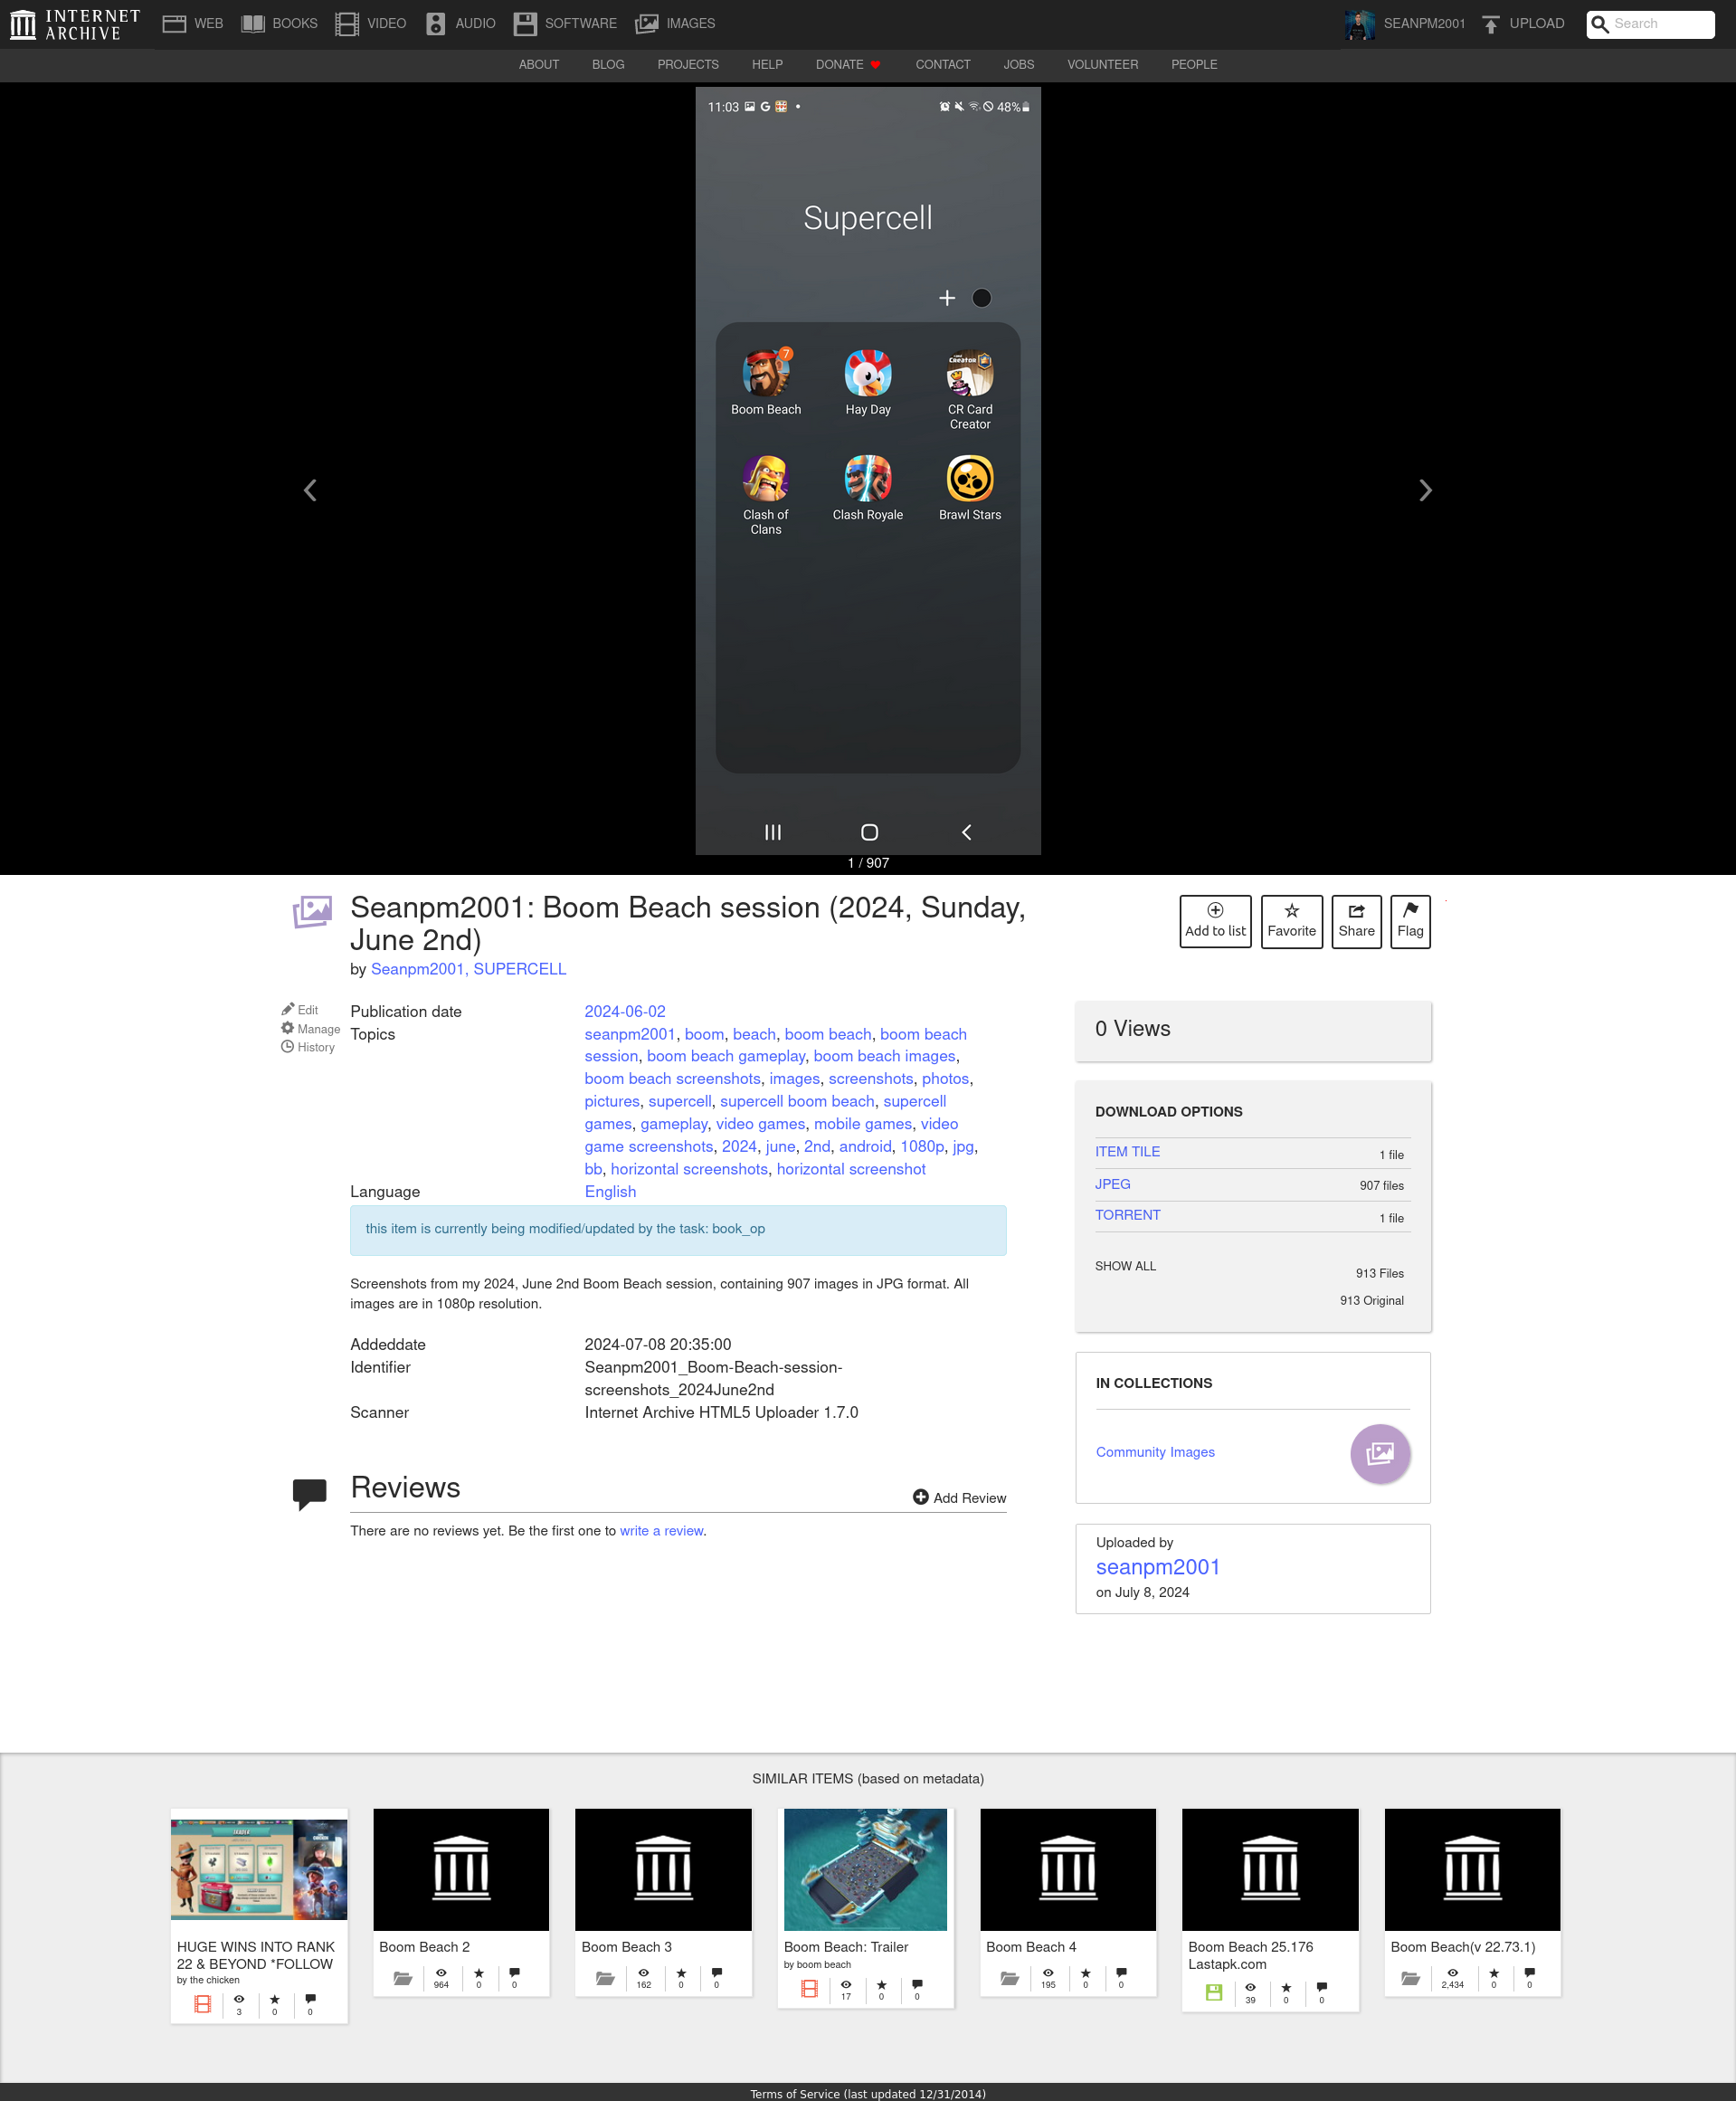 INTERNET
ARCHIVE
WEB
BOOKS
VIDEO
AUDIO
SOFTWARE
IMAGES
SEANPM2001
UPLOAD
Search
ABOUT
BLOG
PROJECTS
HELP
DONATE
CONTACT
JOBS
VOLUNTEER
PEOPLE
11:03
48%
Supercell
7
Boom Beach
Hay Day
CREATOR
CR Card
Creator
Clash of
Clans
Clash Royale
Brawl Stars
1 / 907
Seanpm2001: Boom Beach session (2024, Sunday,
June 2nd)
by Seanpm2001, SUPERCELL
Add to list
Favorite
Share
Flag
Edit
Manage
History
Publication date
2024-06-02
Topics
seanpm2001, boom, beach, boom beach, boom beach
session, boom beach gameplay, boom beach images,
boom beach screenshots, images, screenshots, photos,
pictures, supercell, supercell boom beach, supercell
games, gameplay, video games, mobile games, video
game screenshots, 2024, june, 2nd, android, 1080p, jpg,
bb, horizontal screenshots, horizontal screenshot
Language
English
this item is currently being modified/updated by the task: book_op
Screenshots from my 2024, June 2nd Boom Beach session, containing 907 images in JPG format. All
images are in 1080p resolution.
Addeddate
2024-07-08 20:35:00
Identifier
Seanpm2001_Boom-Beach-session-
screenshots_2024June2nd
Scanner
Internet Archive HTML5 Uploader 1.7.0
Reviews
Add Review
There are no reviews yet. Be the first one to write a review.
0 Views
DOWNLOAD OPTIONS
ITEM TILE
1 file
JPEG
907 files
TORRENT
1 file
SHOW ALL
913 Files
913 Original
IN COLLECTIONS
Community Images
Uploaded by
seanpm2001
on July 8, 2024
SIMILAR ITEMS (based on metadata)
TRADER
HUGE WINS INTO RANK
22 & BEYOND *FOLLOW
by the chicken
3
0
0
Boom Beach 2
964
0
0
Boom Beach 3
162
0
0
Boom Beach: Trailer
by boom beach
17
0
0
Boom Beach 4
195
0
0
Boom Beach 25.176
Lastapk.com
39
0
0
Boom Beach(v 22.73.1)
2,434
0
0
Terms of Service (last updated 12/31/2014)